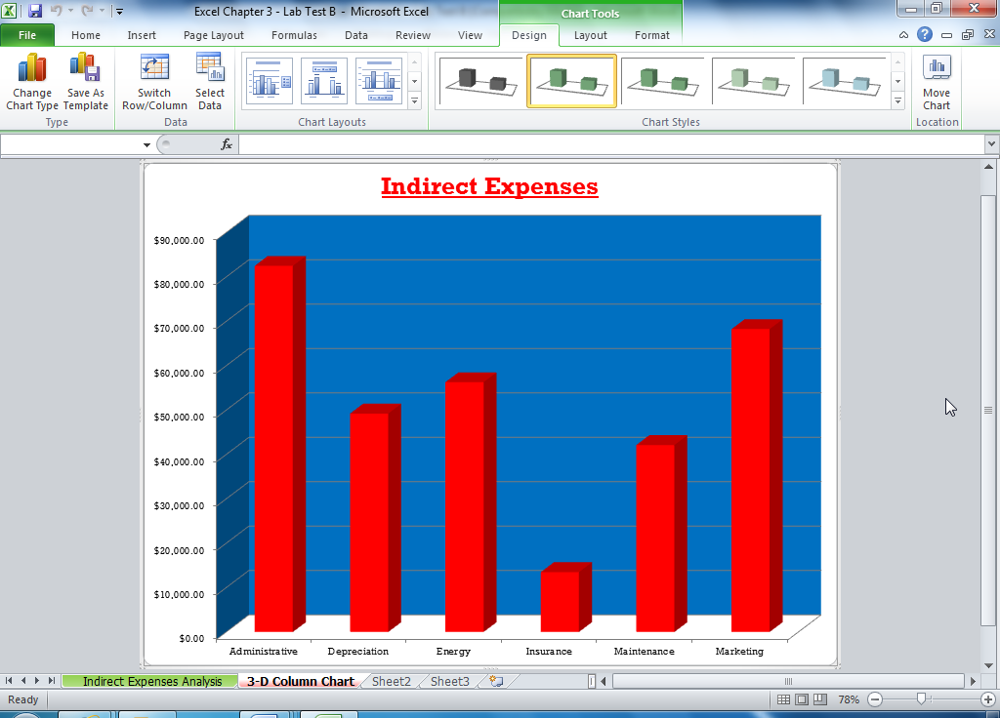 Excel Chapter 3 - Lab Test B - Microsoft Excel
Chart Tools
File Home Insert Page Layout Formulas Data Review View Design Layout Format
Change Chart Type
Save As Template
Switch Row/Column
Select Data
Move Chart
Type Data Chart Layouts Chart Styles Location
fx
Indirect Expenses
$90,000.00
$80,000.00
$70,000.00
$60,000.00
$50,000.00
$40,000.00
$30,000.00
$20,000.00
$10,000.00
$0.00
Administrative Depreciation Energy Insurance Maintenance Marketing
Indirect Expenses Analysis 3-D Column Chart Sheet2 Sheet3
Ready 78%